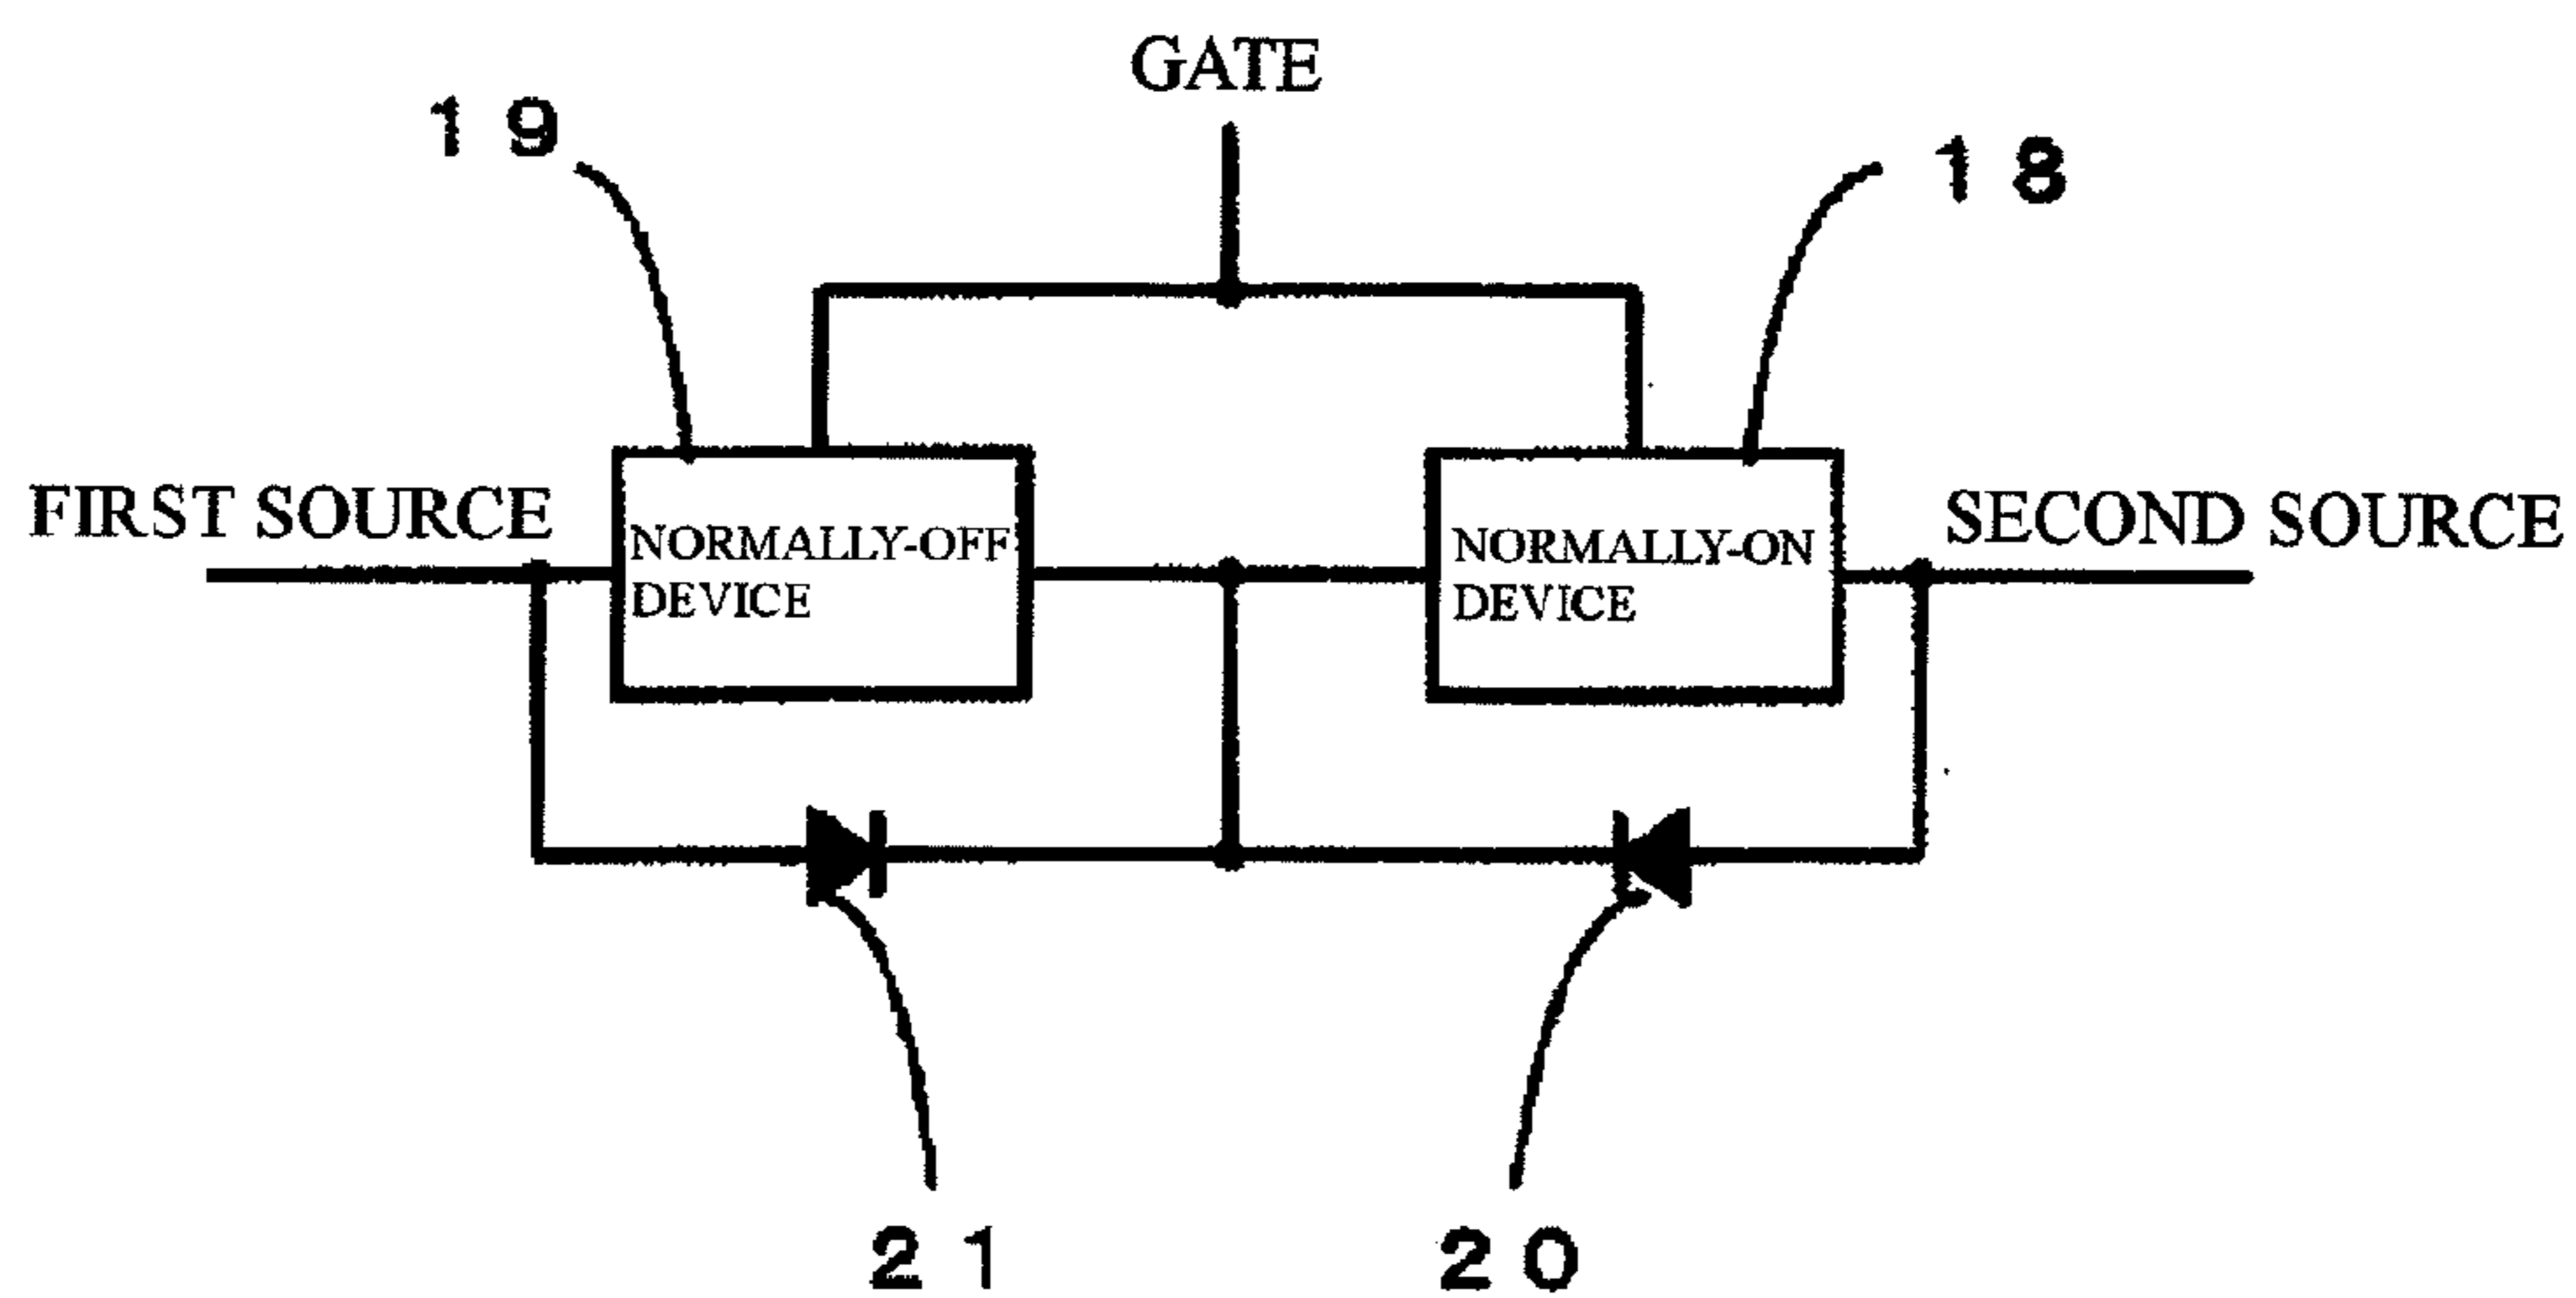 GATE
19
18
FIRST SOURCE
NORMALLY-OFF
DEVICE
NORMALLY-ON
DEVICE
SECOND SOURCE
21
20